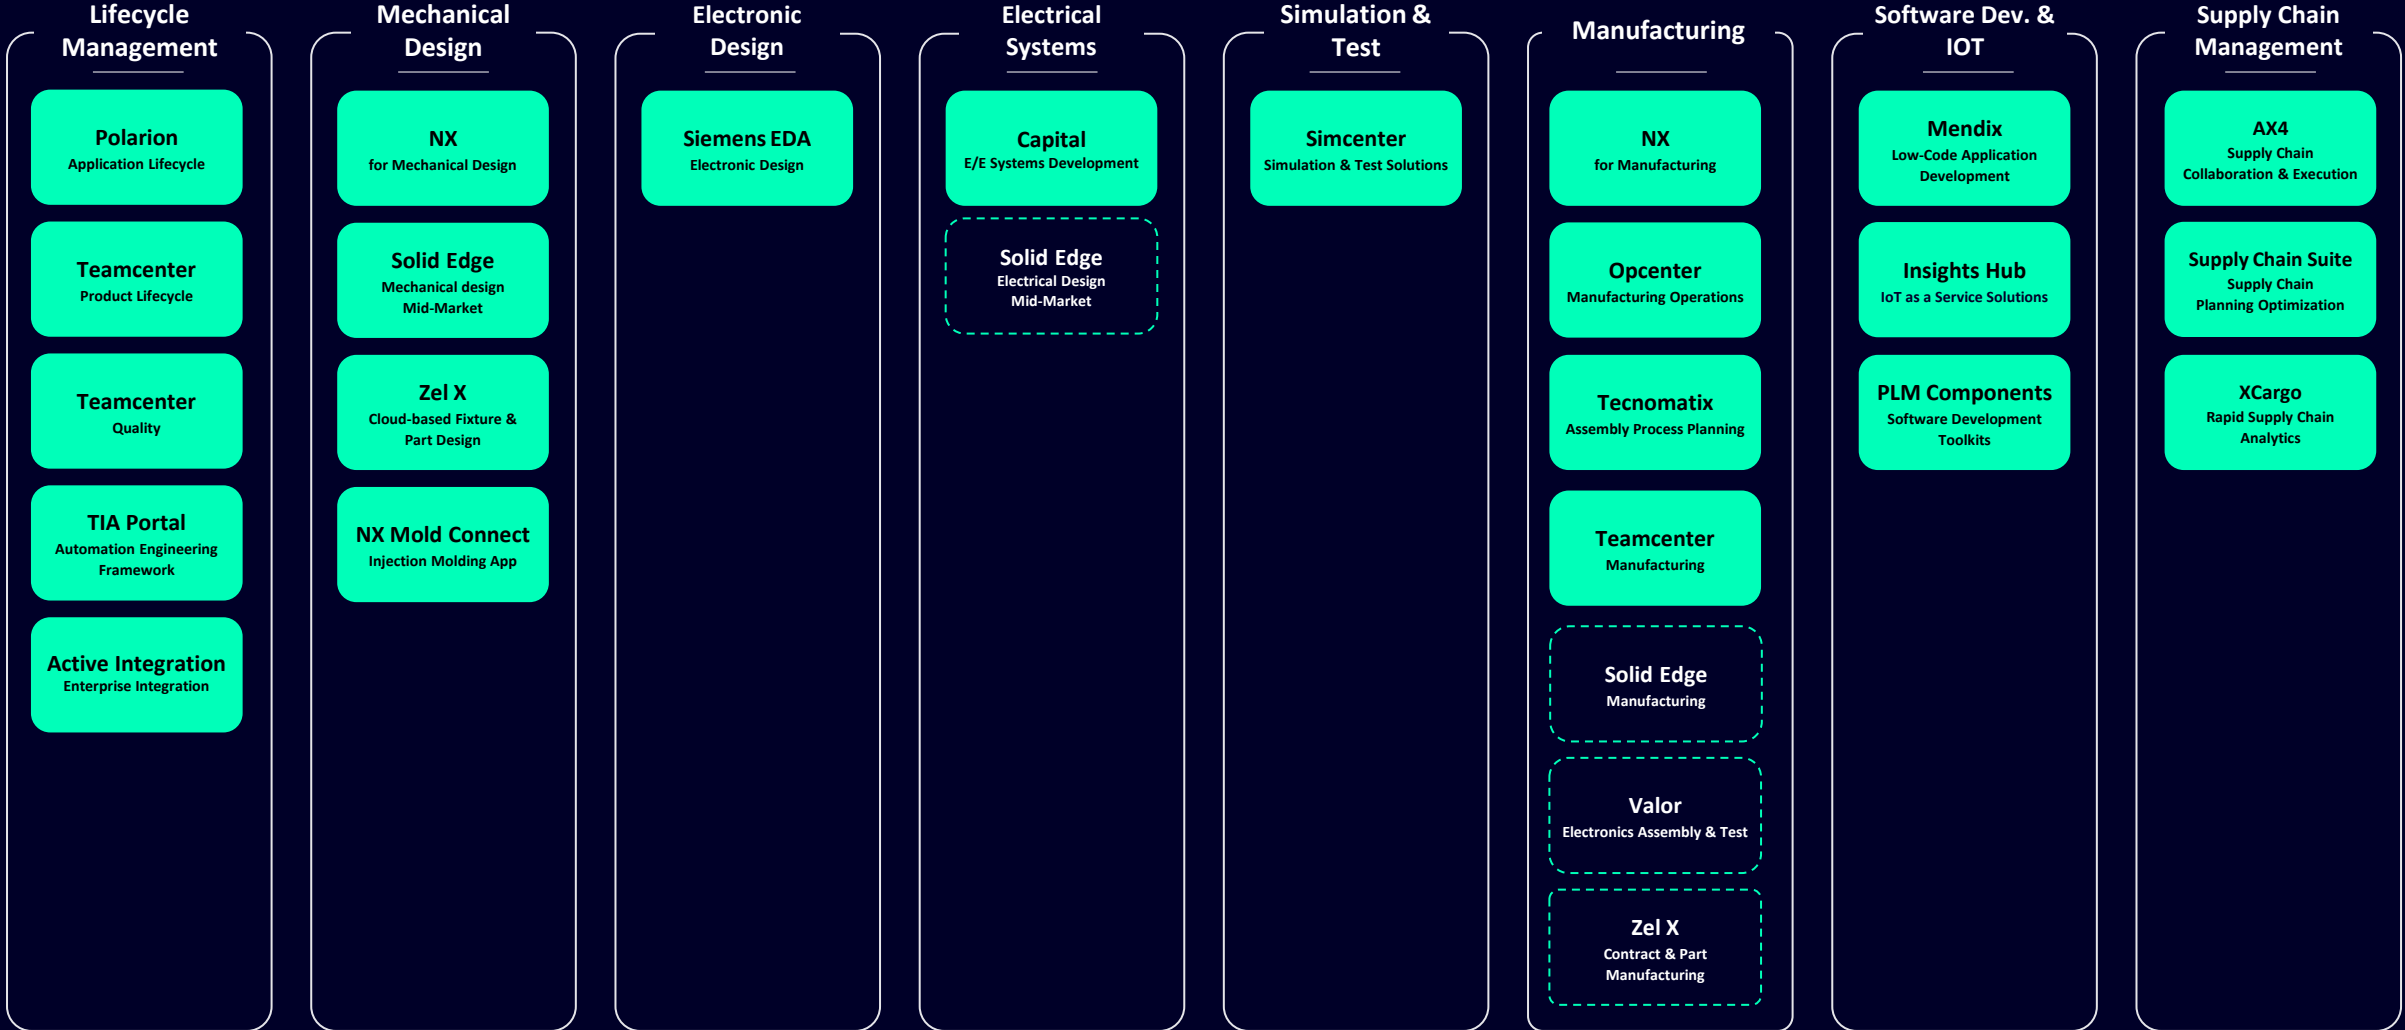 Lifecycle
Management
Polarion
Application Lifecycle
Teamcenter
Product Lifecycle
Teamcenter
Quality
TIA Portal
Automation Engineering
Framework
Active Integration
Enterprise Integration
Mechanical
Design
NX
for Mechanical Design
Solid Edge
Mechanical design
Mid-Market
Zel X
Cloud-based Fixture &
Part Design
NX Mold Connect
Injection Molding App
Electronic
Design
Siemens EDA
Electronic Design
Electrical
Systems
Capital
E/E Systems Development
Solid Edge
Electrical Design
Mid-Market
Simulation &
Test
Simcenter
Simulation & Test Solutions
Manufacturing
NX
for Manufacturing
Opcenter
Manufacturing Operations
Tecnomatix
Assembly Process Planning
Teamcenter
Manufacturing
Solid Edge
Manufacturing
Valor
Electronics Assembly & Test
Zel X
Contract & Part
Manufacturing
Software Dev. &
IOT
Mendix
Low-Code Application
Development
Insights Hub
IoT as a Service Solutions
PLM Components
Software Development
Toolkits
Supply Chain
Management
AX4
Supply Chain
Collaboration & Execution
Supply Chain Suite
Supply Chain
Planning Optimization
XCargo
Rapid Supply Chain
Analytics